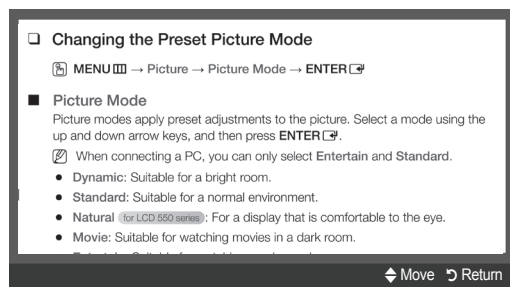 Changing the Preset Picture Mode
MENU → Picture → Picture Mode → ENTER
Picture Mode
Picture modes apply preset adjustments to the picture. Select a mode using the
up and down arrow keys, and then press ENTER.
When connecting a PC, you can only select Entertain and Standard.
• Dynamic: Suitable for a bright room.
• Standard: Suitable for a normal environment.
• Natural for LCD 550 series: For a display that is comfortable to the eye.
• Movie: Suitable for watching movies in a dark room.
Move Return